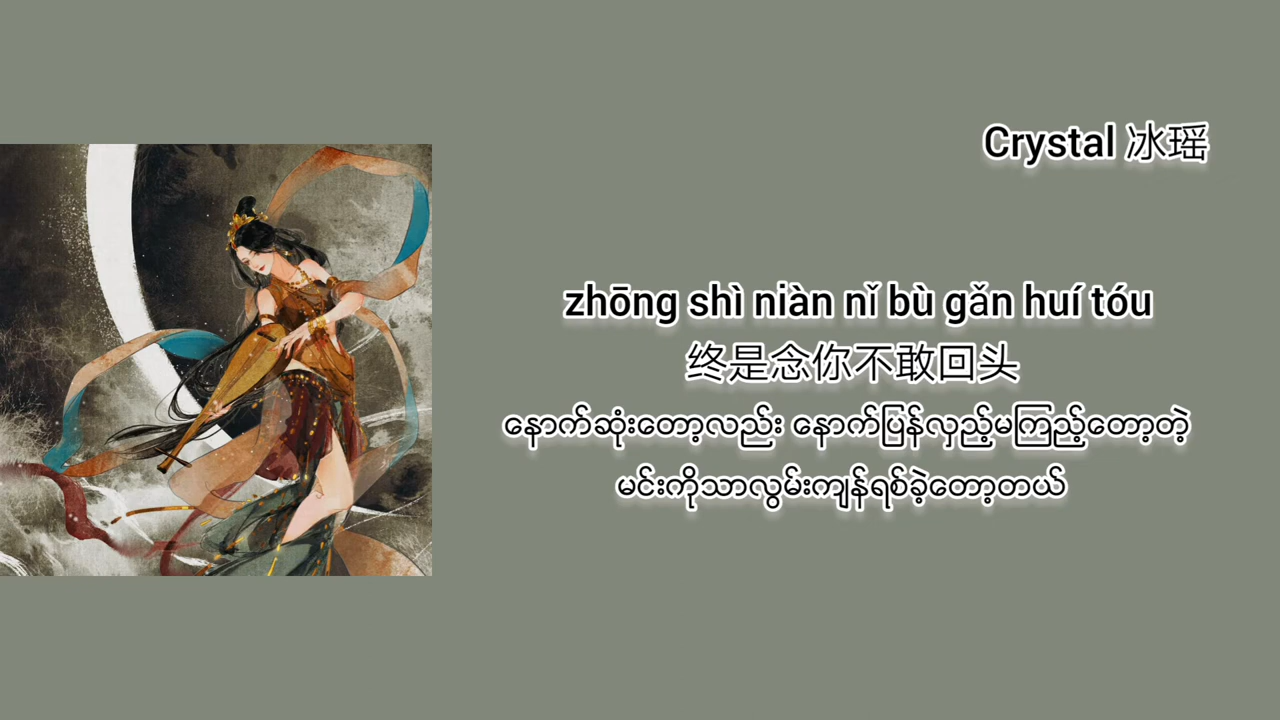 Crystal 冰瑶
zhōng shì niàn nǐ bù gǎn huí tóu
终是念你不敢回头
နောက်ဆုံးတော့လည်း နောက်ပြန်လှည့်မကြည့်တော့တဲ့
မင်းကိုသာလွမ်းကျန်ရစ်ခဲ့တော့တယ်